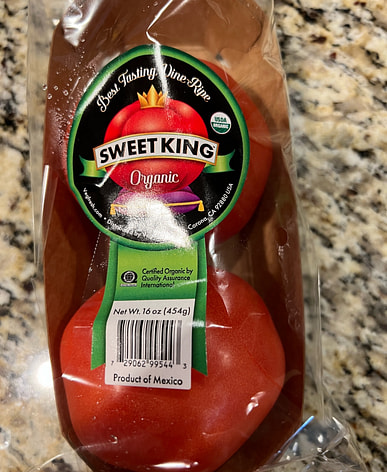 Best Tasting Vine-Ripe
USDA
ORGANIC
SWEET KING
Organic
Corona, CA 92880 USA
Certified Organic by
Quality Assurance
International
Net Wt. 16 oz (454g)
7 29062 99544 3
Product of Mexico